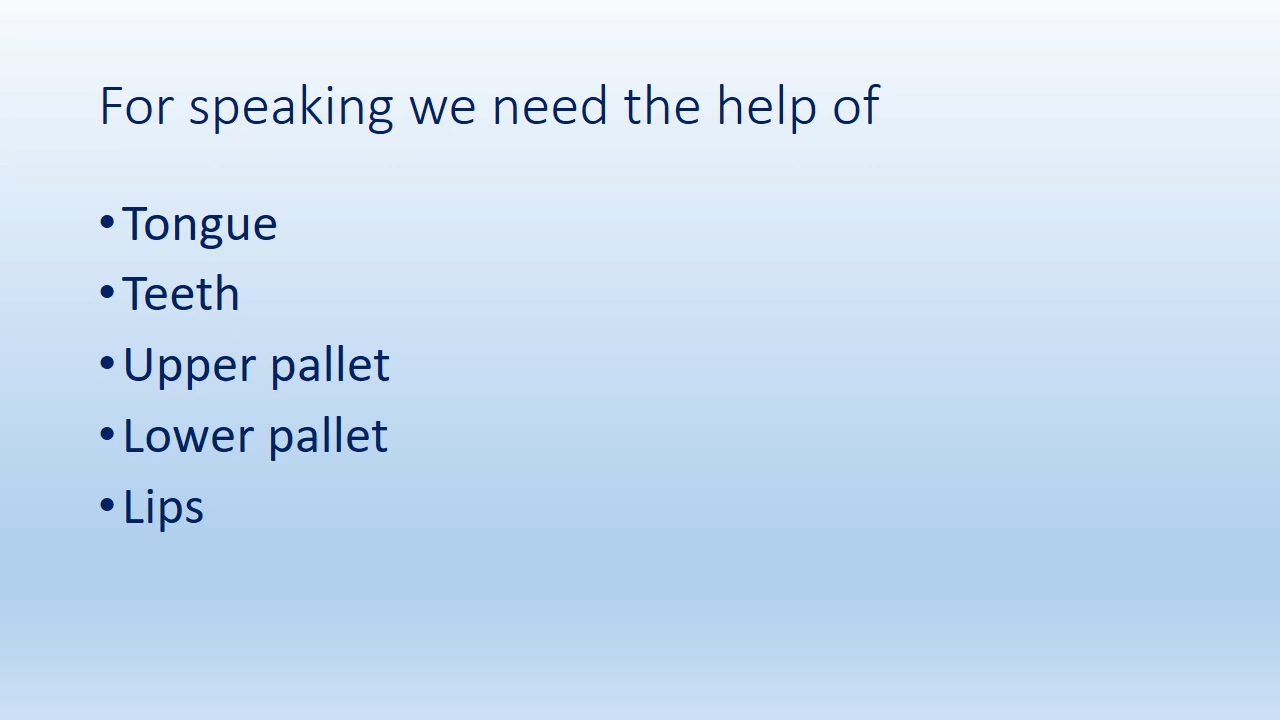 For speaking we need the help of
•Tongue
•Teeth
•Upper pallet
•Lower pallet
•Lips